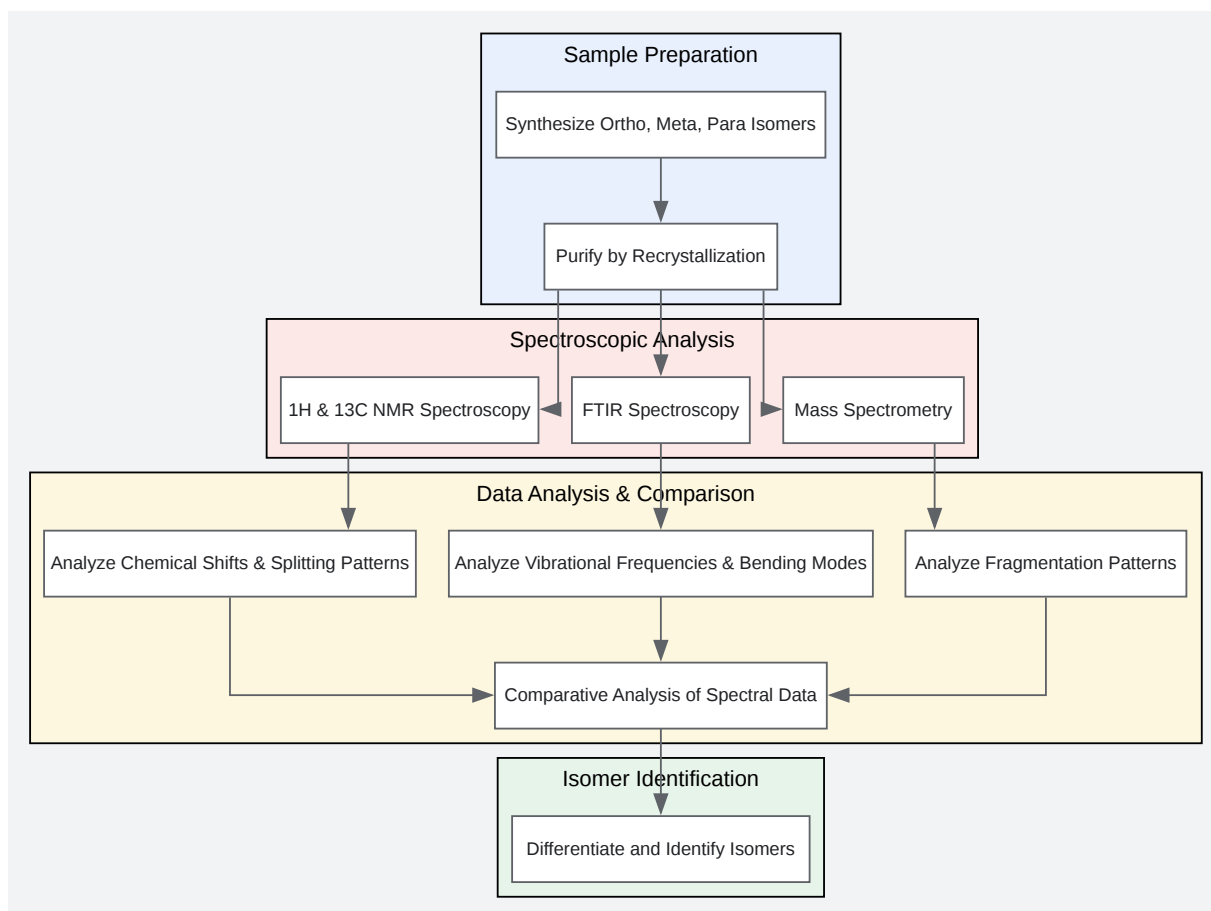 Sample Preparation
Synthesize Ortho, Meta, Para Isomers
Purify by Recrystallization
Spectroscopic Analysis
1H & 13C NMR Spectroscopy
FTIR Spectroscopy
Mass Spectrometry
Data Analysis & Comparison
Analyze Chemical Shifts & Splitting Patterns
Analyze Vibrational Frequencies & Bending Modes
Analyze Fragmentation Patterns
Comparative Analysis of Spectral Data
Isomer Identification
Differentiate and Identify Isomers